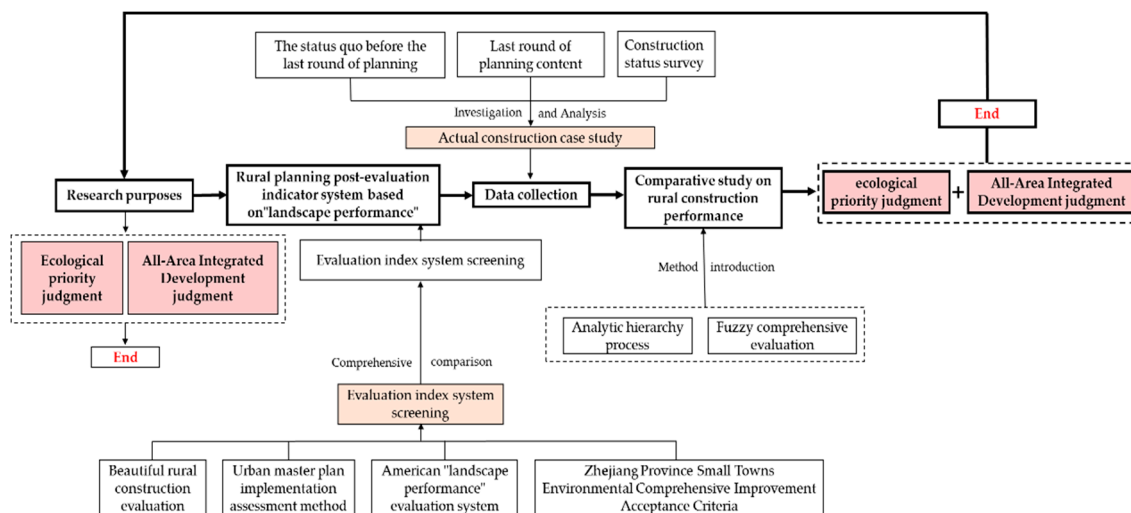 The status quo before the
last round of planning
Last round of
planning content
Construction
status survey
Investigation and Analysis
Actual construction case study
End
Research purposes
Rural planning post-evaluation
indicator system based
on"landscape performance"
Data collection
Comparative study on
rural construction
performance
ecological
priority judgment
+
All-Area Integrated
Development judgment
Ecological
priority
judgment
All-Area Integrated
Development
judgment
End
Evaluation index system screening
Method introduction
Analytic hierarchy
process
Fuzzy comprehensive
evaluation
Comprehensive comparison
Evaluation index system
screening
Beautiful rural
construction
evaluation
Urban master plan
implementation
assessment method
American "landscape
performance"
evaluation system
Zhejiang Province Small Towns
Environmental Comprehensive Improvement
Acceptance Criteria